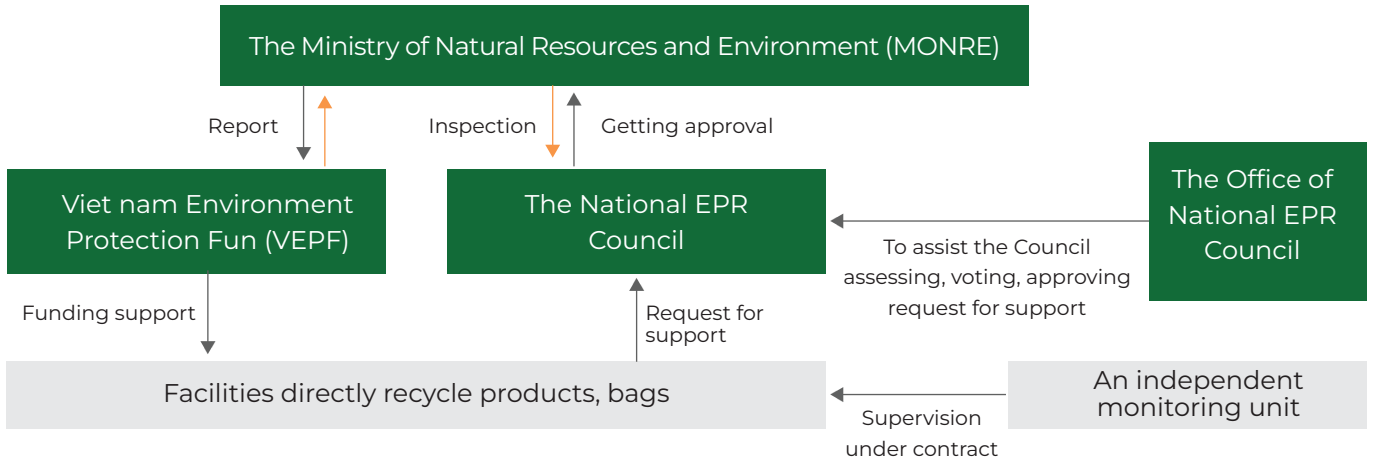 The Ministry of Natural Resources and Environment (MONRE)
Report
Inspection
Getting approval
Viet nam Environment
Protection Fun (VEPF)
The National EPR
Council
The Office of
National EPR
Council
To assist the Council
assessing, voting, approving
request for support
Funding support
Request for
support
Facilities directly recycle products, bags
An independent
monitoring unit
Supervision
under contract